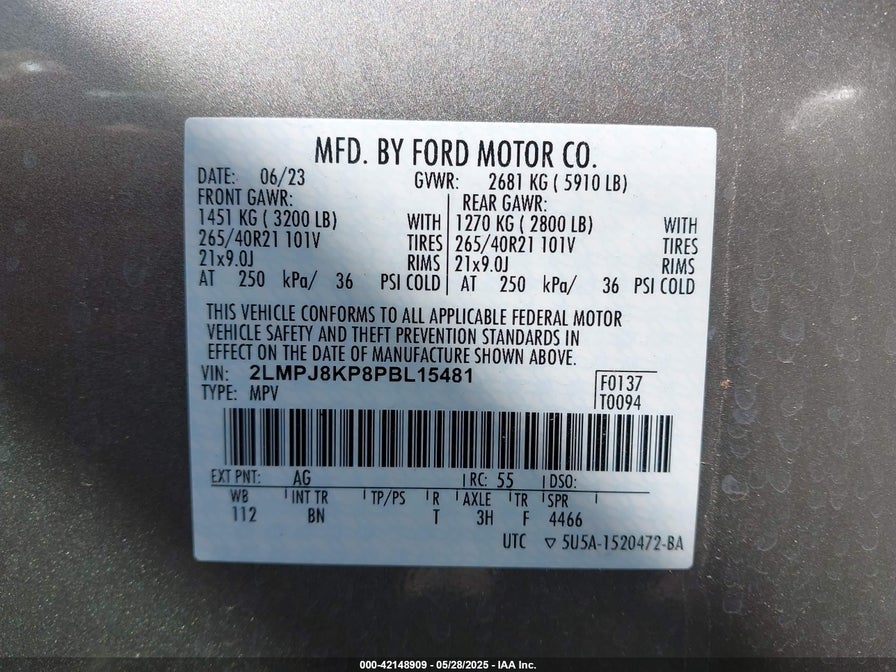 MFD. BY FORD MOTOR CO.
DATE: 06/23 GVWR: 2681 KG ( 5910 LB)
FRONT GAWR: REAR GAWR:
1451 KG ( 3200 LB) WITH 1270 KG ( 2800 LB) WITH
265/40R21 101V TIRES 265/40R21 101V TIRES
21x9.0J RIMS 21x9.0J RIMS
AT 250 kPa/ 36 PSI COLD AT 250 kPa/ 36 PSI COLD
THIS VEHICLE CONFORMS TO ALL APPLICABLE FEDERAL MOTOR
VEHICLE SAFETY AND THEFT PREVENTION STANDARDS IN
EFFECT ON THE DATE OF MANUFACTURE SHOWN ABOVE.
VIN: 2LMPJ8KP8PBL15481
TYPE: MPV
F0137
T0094
EXT PNT: AG RC: 55 DSO:
WB INT TR TP/PS R AXLE TR SPR
112 BN T 3H F 4466
UTC ▽ 5U5A-1520472-BA
000-42148909 - 05/28/2025 - IAA Inc.